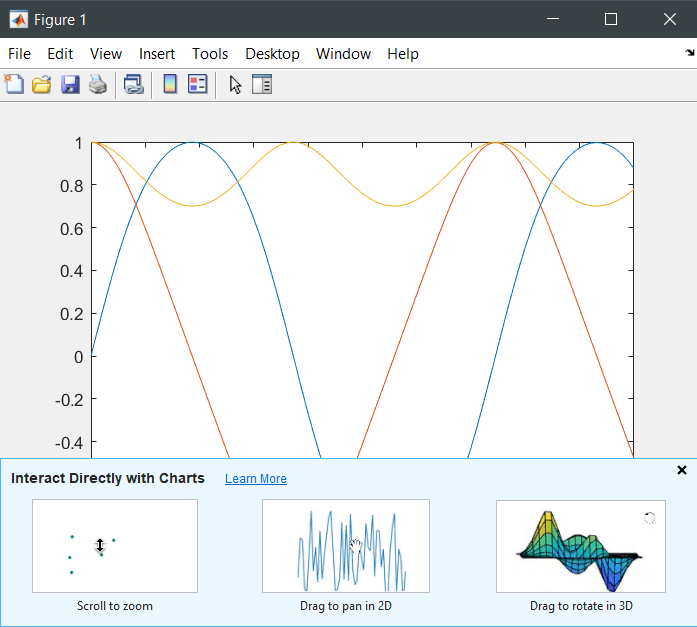 Figure 1
File Edit View Insert Tools Desktop Window Help
1
0.8
0.6
0.4
0.2
0
-0.2
-0.4
Interact Directly with Charts Learn More
Scroll to zoom Drag to pan in 2D Drag to rotate in 3D